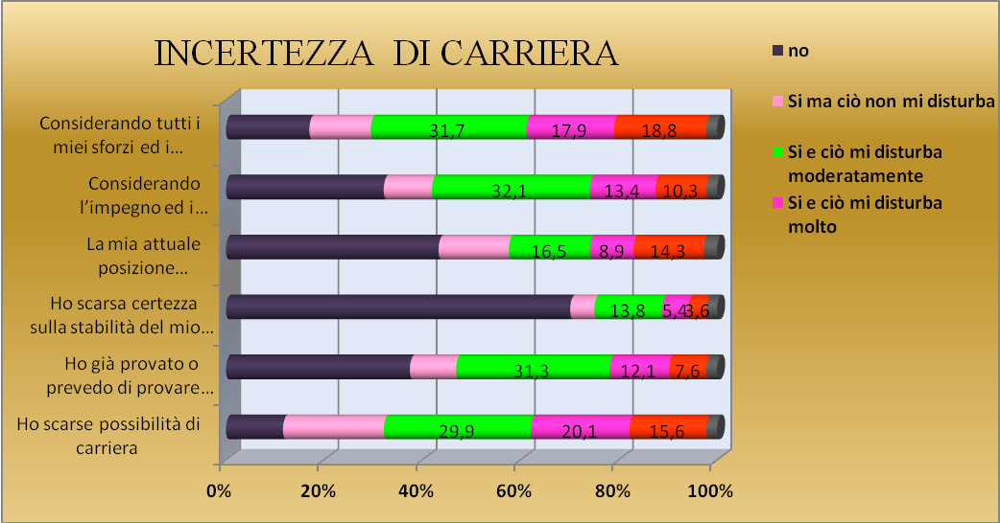 INCERTEZZA DI CARRIERA
Considerando tutti i
miei sforzi ed i...
31,7 17,9 18,8
Considerando
l'impegno ed i...
32,1 13,4 10,3
La mia attuale
posizione...
16,5 8,9 14,3
Ho scarsa certezza
sulla stabilità del mio...
13,8 5,4 3,6
Ho già provato o
prevedo di provare...
31,3 12,1 7,6
Ho scarse possibilità di
carriera
29,9 20,1 15,6
0% 20% 40% 60% 80% 100%
no
Si ma ciò non mi disturba
Si e ciò mi disturba
moderatamente
Si e ciò mi disturba
molto